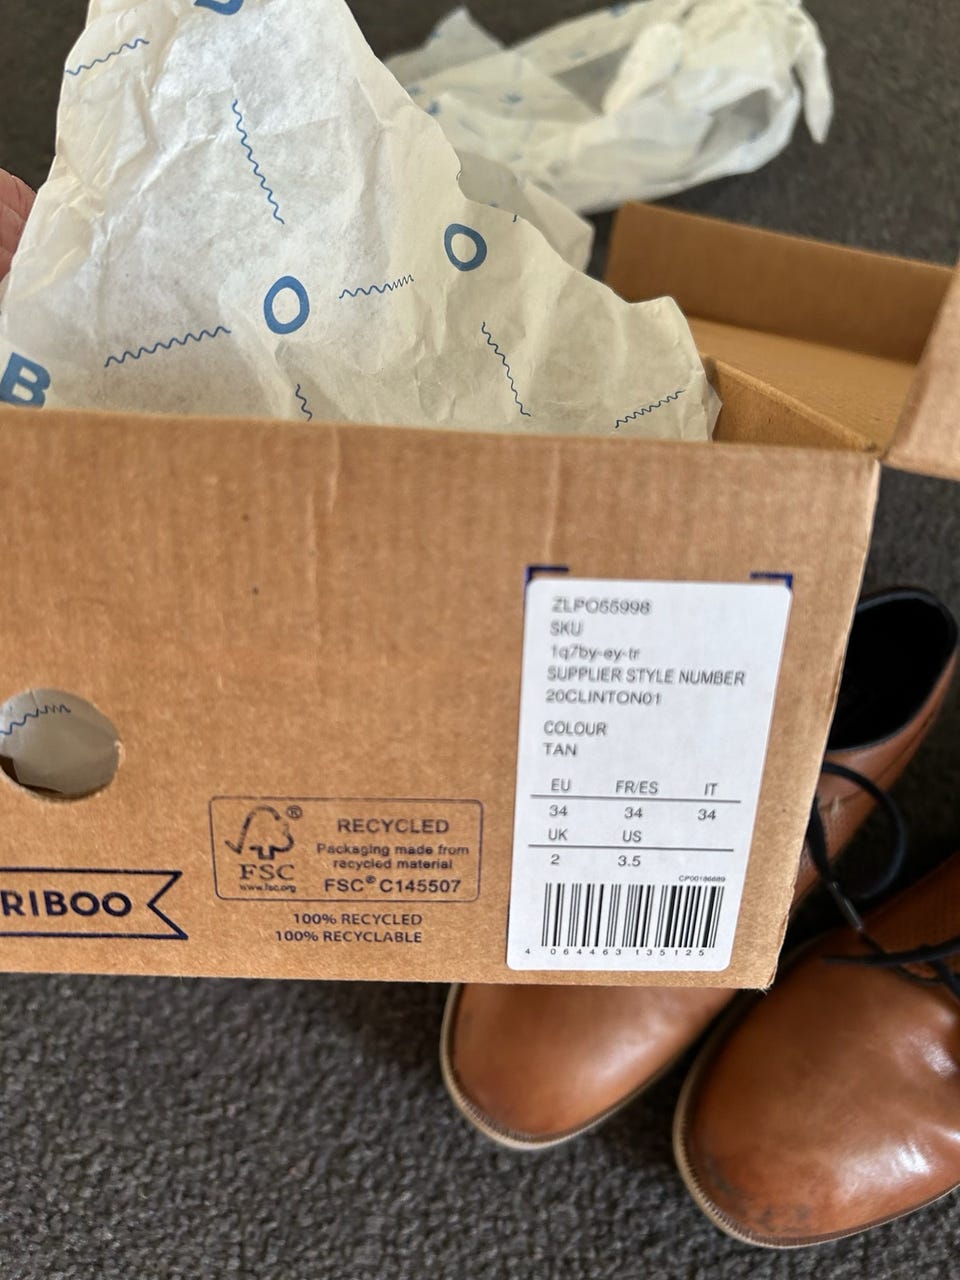 B
O
O
RIBOO
FSC
®
www.fsc.org
RECYCLED
Packaging made from
recycled material
FSC® C145507
100% RECYCLED
100% RECYCLABLE
ZLPO55998
SKU
1q7by-ey-tr
SUPPLIER STYLE NUMBER
20CLINTON01
COLOUR
TAN
EU FR/ES IT
34 34 34
UK US
2 3.5
CP00186689
4 064463 135125